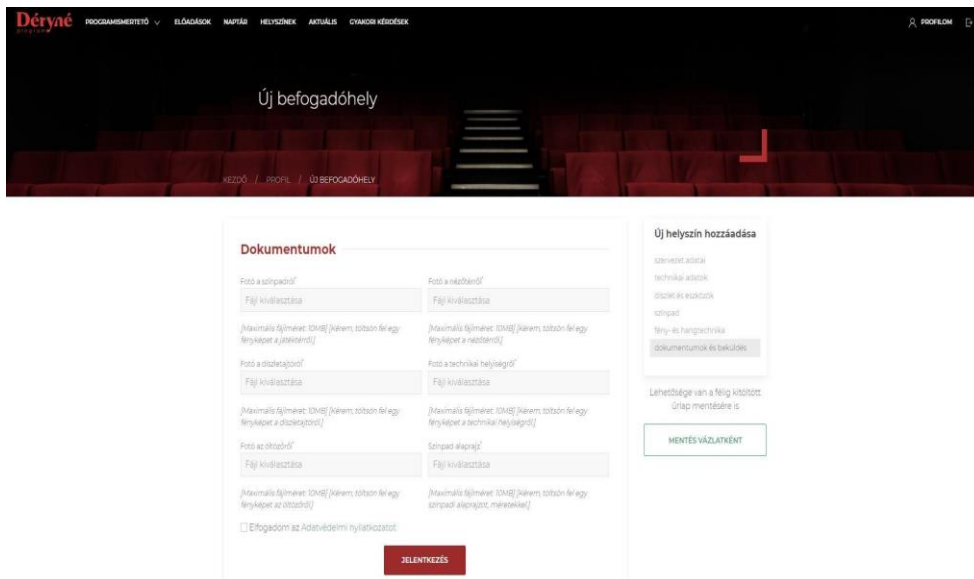 Déryné
program
PROGRAMISMERTETŐ ELŐADÁSOK NAPTÁR HELYSZÍNEK AKTUÁLIS GYAKORI KÉRDÉSEK
PROFILOM
Új befogadóhely
KEZDŐ / PROFIL / ÚJ BEFOGADÓHELY
Dokumentumok
Fotó a színpadról*
Fájl kiválasztása
[Maximális fájlméret: 10MB] [Kérem, töltsön fel egy
fényképet a játéktérről.]
Fotó a nézőtérről*
Fájl kiválasztása
[Maximális fájlméret: 10MB] [Kérem, töltsön fel egy
fényképet a nézőtérről.]
Fotó a díszletajtóról*
Fájl kiválasztása
[Maximális fájlméret: 10MB] [Kérem, töltsön fel egy
fényképet a díszletajtóról.]
Fotó a technikai helyiségről*
Fájl kiválasztása
[Maximális fájlméret: 10MB] [Kérem, töltsön fel egy
fényképet a technikai helyiségről.]
Fotó az öltözőről*
Fájl kiválasztása
[Maximális fájlméret: 10MB] [Kérem, töltsön fel egy
fényképet az öltözőről.]
Színpad alaprajz*
Fájl kiválasztása
[Maximális fájlméret: 10MB] [Kérem, töltsön fel egy
színpadi alaprajzot, méretekkel.]
Elfogadom az Adatvédelmi nyilatkozatot
JELENTKEZÉS
Új helyszín hozzáadása
szervezet adatai
technikai adatok
díszlet és eszközök
színpad
fény- és hangtechnika
dokumentumok és beküldés
Lehetősége van a félig kitöltött
űrlap mentésére is
MENTÉS VÁZLATKÉNT